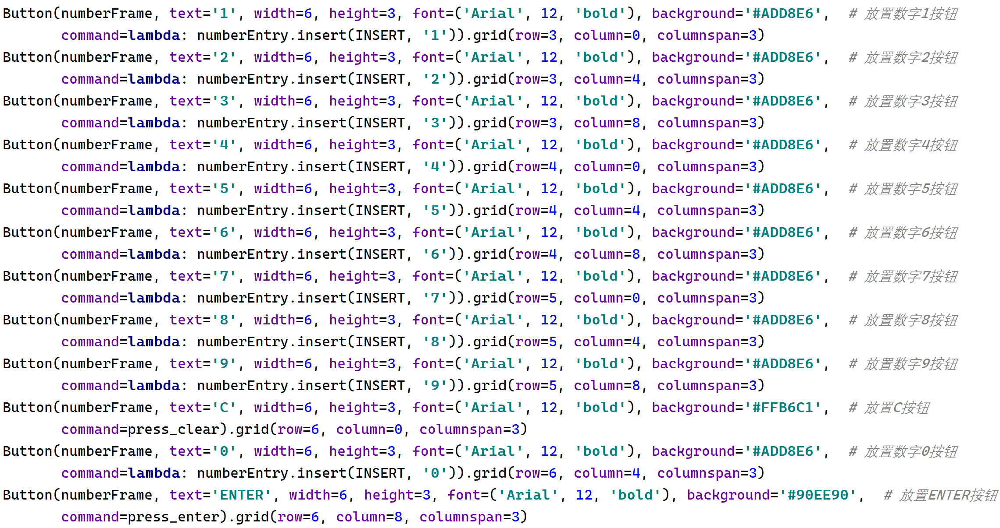 Button(numberFrame, text='1', width=6, height=3, font=('Arial', 12, 'bold'), background='#ADD8E6',  # 放置数字1按钮
       command=lambda: numberEntry.insert(INSERT, '1')).grid(row=3, column=0, columnspan=3)
Button(numberFrame, text='2', width=6, height=3, font=('Arial', 12, 'bold'), background='#ADD8E6',  # 放置数字2按钮
       command=lambda: numberEntry.insert(INSERT, '2')).grid(row=3, column=4, columnspan=3)
Button(numberFrame, text='3', width=6, height=3, font=('Arial', 12, 'bold'), background='#ADD8E6',  # 放置数字3按钮
       command=lambda: numberEntry.insert(INSERT, '3')).grid(row=3, column=8, columnspan=3)
Button(numberFrame, text='4', width=6, height=3, font=('Arial', 12, 'bold'), background='#ADD8E6',  # 放置数字4按钮
       command=lambda: numberEntry.insert(INSERT, '4')).grid(row=4, column=0, columnspan=3)
Button(numberFrame, text='5', width=6, height=3, font=('Arial', 12, 'bold'), background='#ADD8E6',  # 放置数字5按钮
       command=lambda: numberEntry.insert(INSERT, '5')).grid(row=4, column=4, columnspan=3)
Button(numberFrame, text='6', width=6, height=3, font=('Arial', 12, 'bold'), background='#ADD8E6',  # 放置数字6按钮
       command=lambda: numberEntry.insert(INSERT, '6')).grid(row=4, column=8, columnspan=3)
Button(numberFrame, text='7', width=6, height=3, font=('Arial', 12, 'bold'), background='#ADD8E6',  # 放置数字7按钮
       command=lambda: numberEntry.insert(INSERT, '7')).grid(row=5, column=0, columnspan=3)
Button(numberFrame, text='8', width=6, height=3, font=('Arial', 12, 'bold'), background='#ADD8E6',  # 放置数字8按钮
       command=lambda: numberEntry.insert(INSERT, '8')).grid(row=5, column=4, columnspan=3)
Button(numberFrame, text='9', width=6, height=3, font=('Arial', 12, 'bold'), background='#ADD8E6',  # 放置数字9按钮
       command=lambda: numberEntry.insert(INSERT, '9')).grid(row=5, column=8, columnspan=3)
Button(numberFrame, text='C', width=6, height=3, font=('Arial', 12, 'bold'), background='#FFB6C1',  # 放置C按钮
       command=press_clear).grid(row=6, column=0, columnspan=3)
Button(numberFrame, text='0', width=6, height=3, font=('Arial', 12, 'bold'), background='#ADD8E6',  # 放置数字0按钮
       command=lambda: numberEntry.insert(INSERT, '0')).grid(row=6, column=4, columnspan=3)
Button(numberFrame, text='ENTER', width=6, height=3, font=('Arial', 12, 'bold'), background='#90EE90',  # 放置ENTER按钮
       command=press_enter).grid(row=6, column=8, columnspan=3)